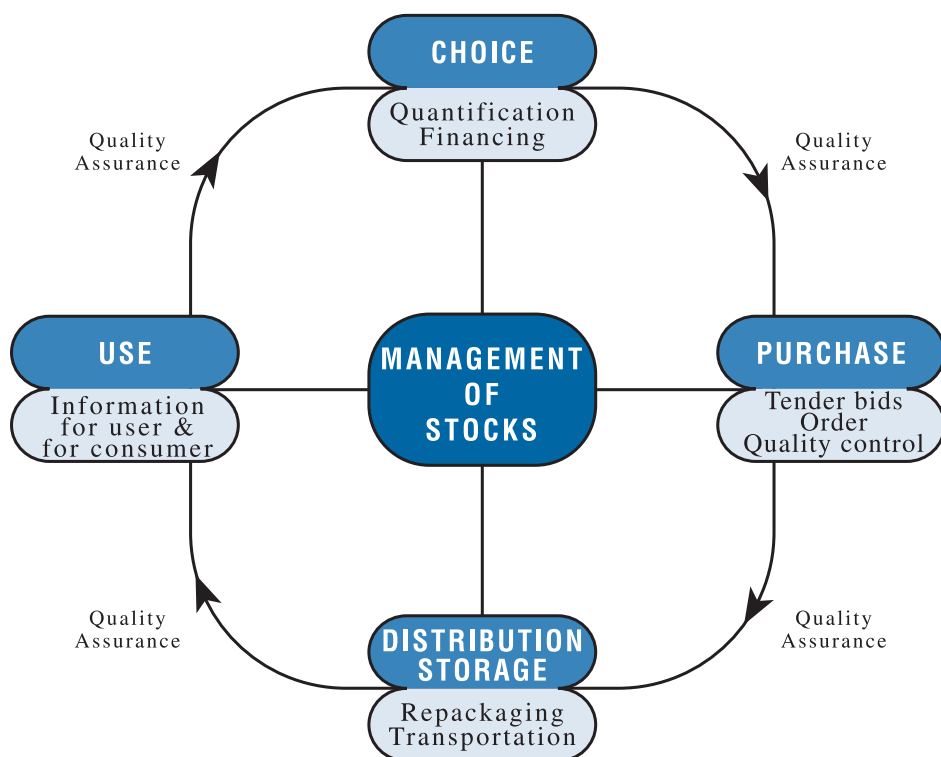 CHOICE
Quantification
Financing
Quality
Assurance
Quality
Assurance
USE
Information
for user &
for consumer
MANAGEMENT
OF
STOCKS
PURCHASE
Tender bids
Order
Quality control
Quality
Assurance
Quality
Assurance
DISTRIBUTION
STORAGE
Repackaging
Transportation